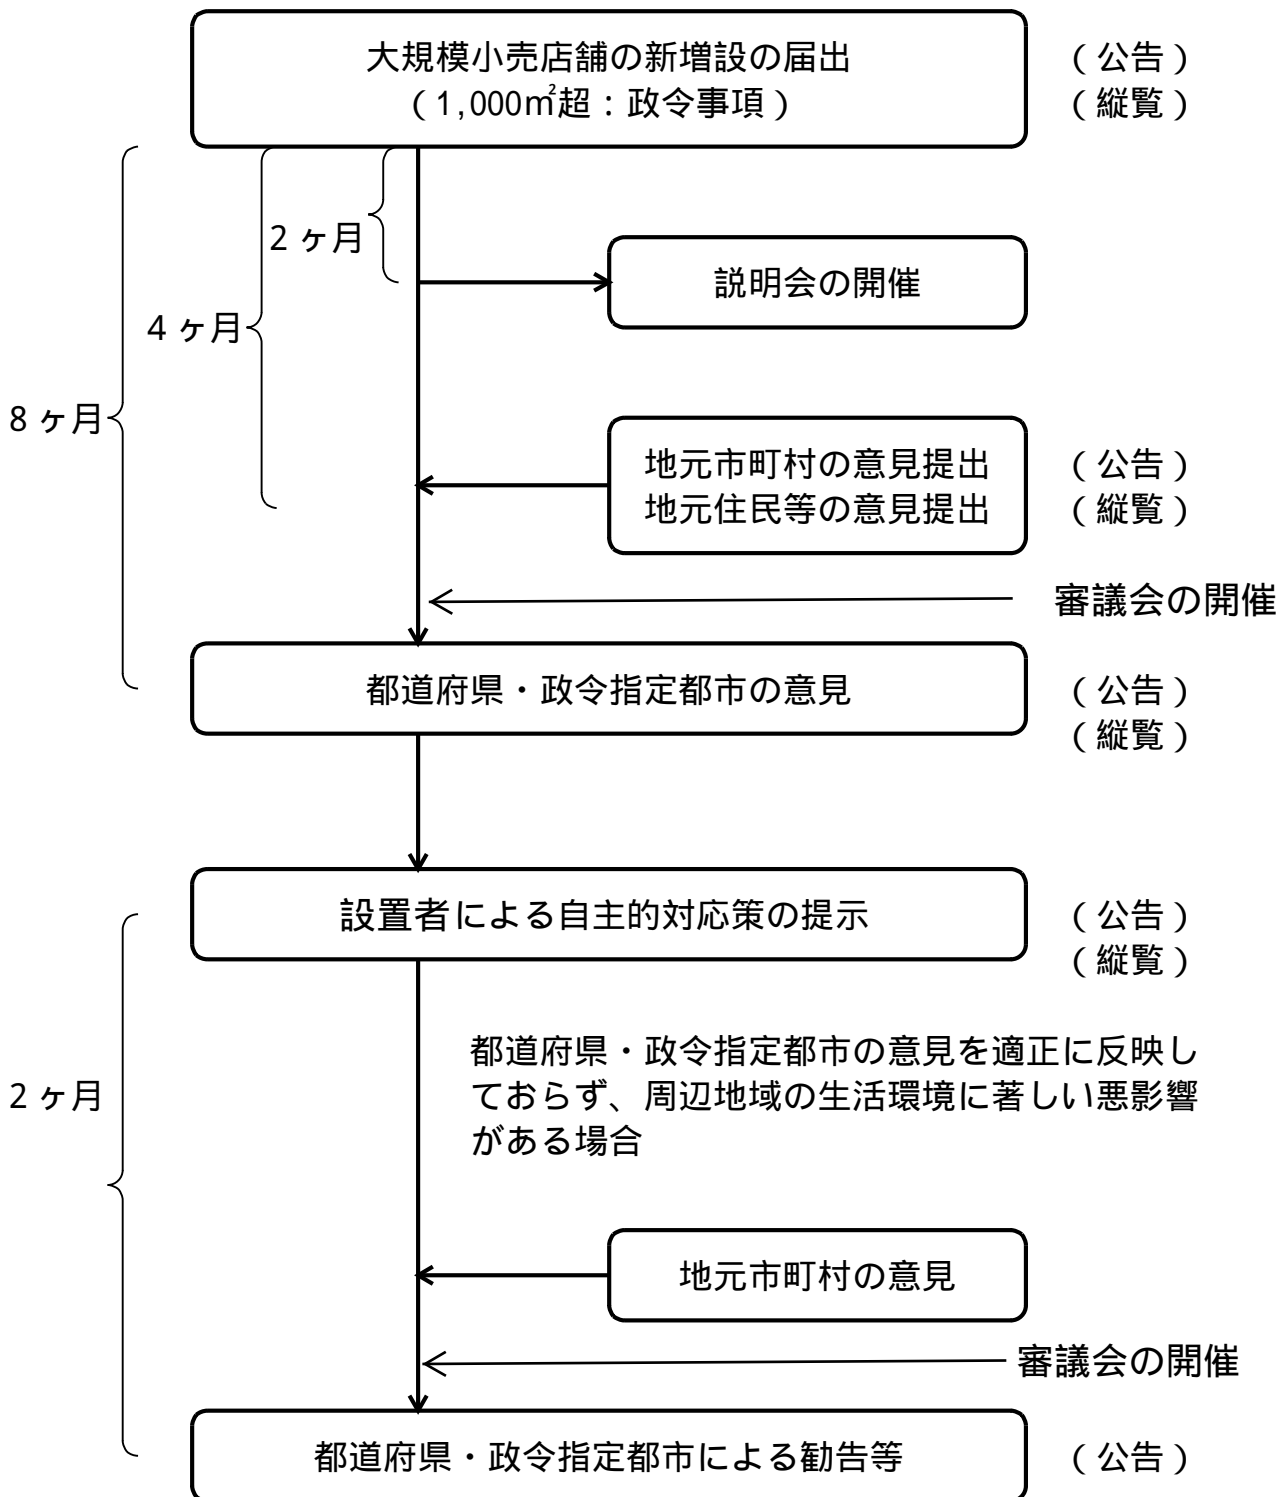 大規模小売店舗の新増設の届出
（1,000㎡超：政令事項）
（公告）
（縦覧）
2ヶ月
説明会の開催
4ヶ月
8ヶ月
地元市町村の意見提出
地元住民等の意見提出
（公告）
（縦覧）
審議会の開催
都道府県・政令指定都市の意見
（公告）
（縦覧）
設置者による自主的対応策の提示
（公告）
（縦覧）
都道府県・政令指定都市の意見を適正に反映し
ておらず、周辺地域の生活環境に著しい悪影響
がある場合
2ヶ月
地元市町村の意見
審議会の開催
都道府県・政令指定都市による勧告等
（公告）